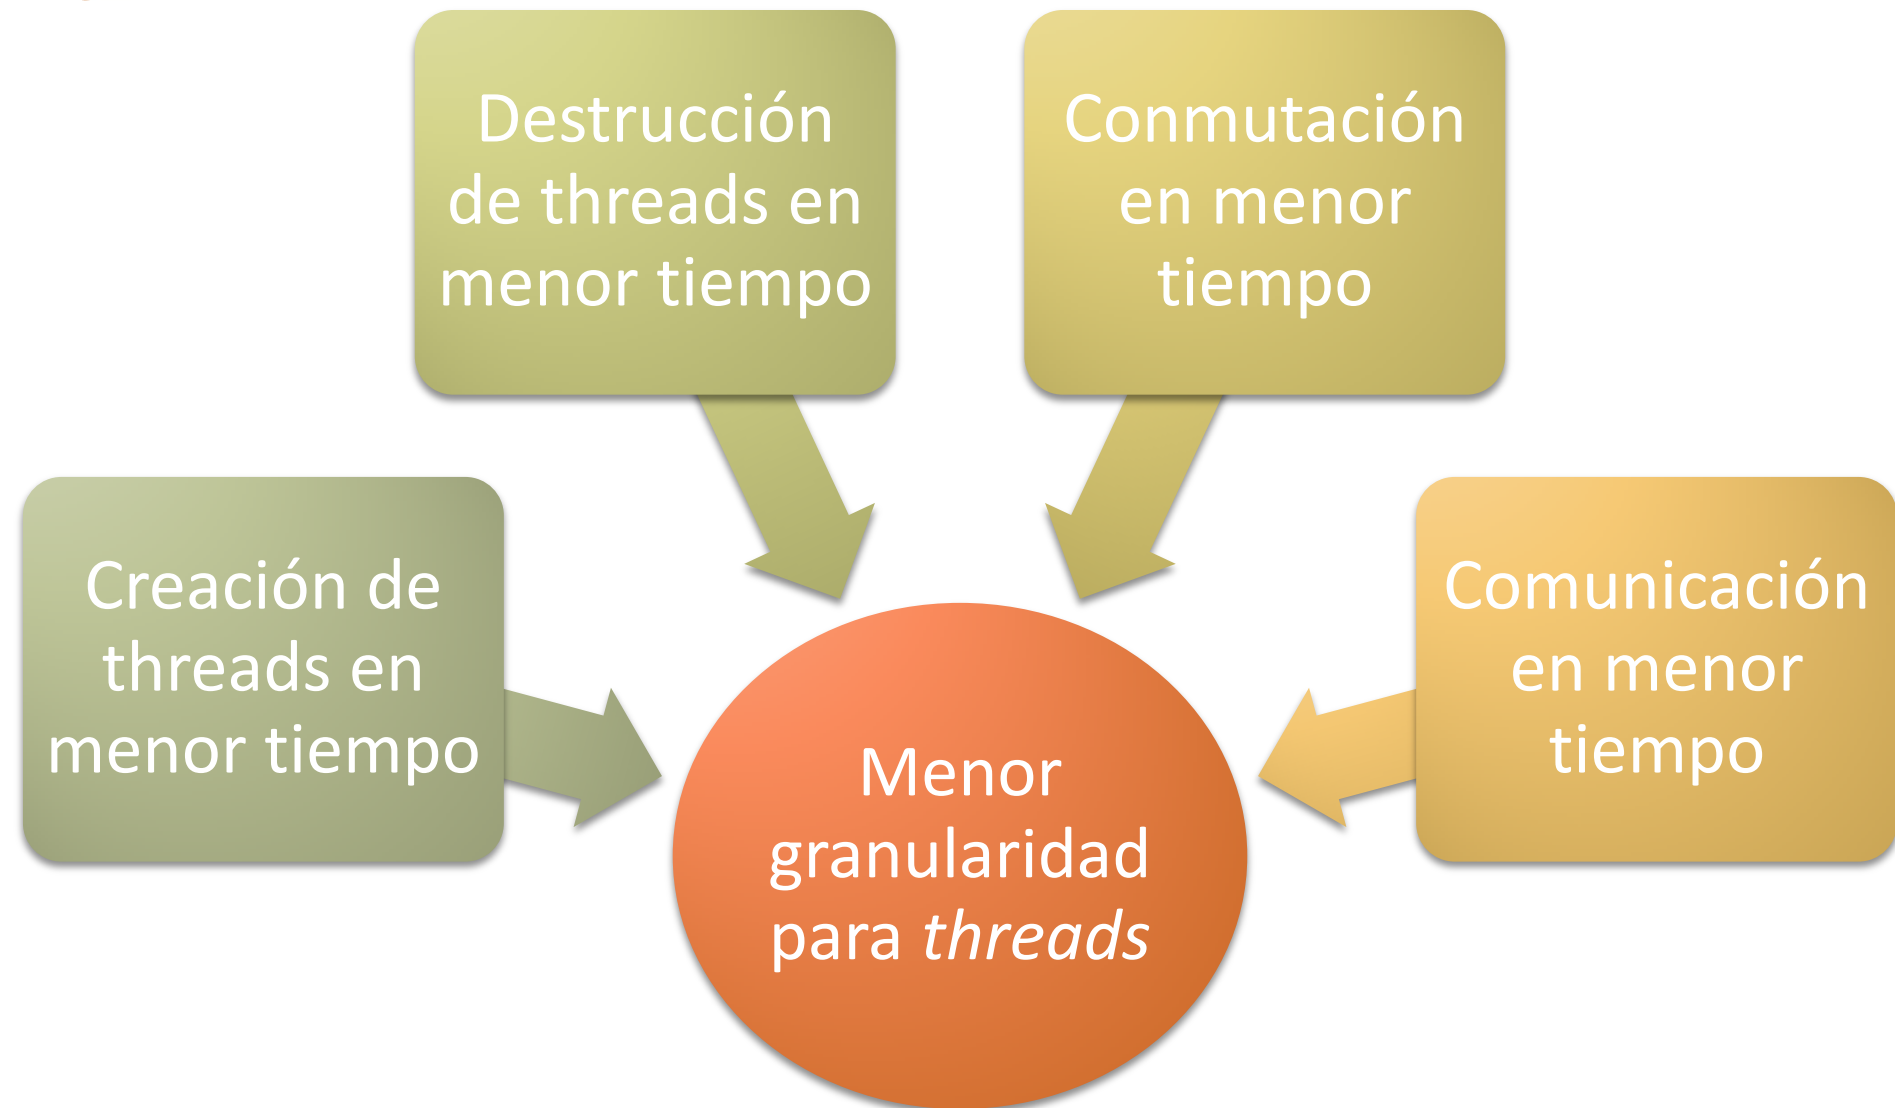 Destrucción
de threads en
menor tiempo
Conmutación
en menor
tiempo
Creación de
threads en
menor tiempo
Comunicación
en menor
tiempo
Menor
granularidad
para threads